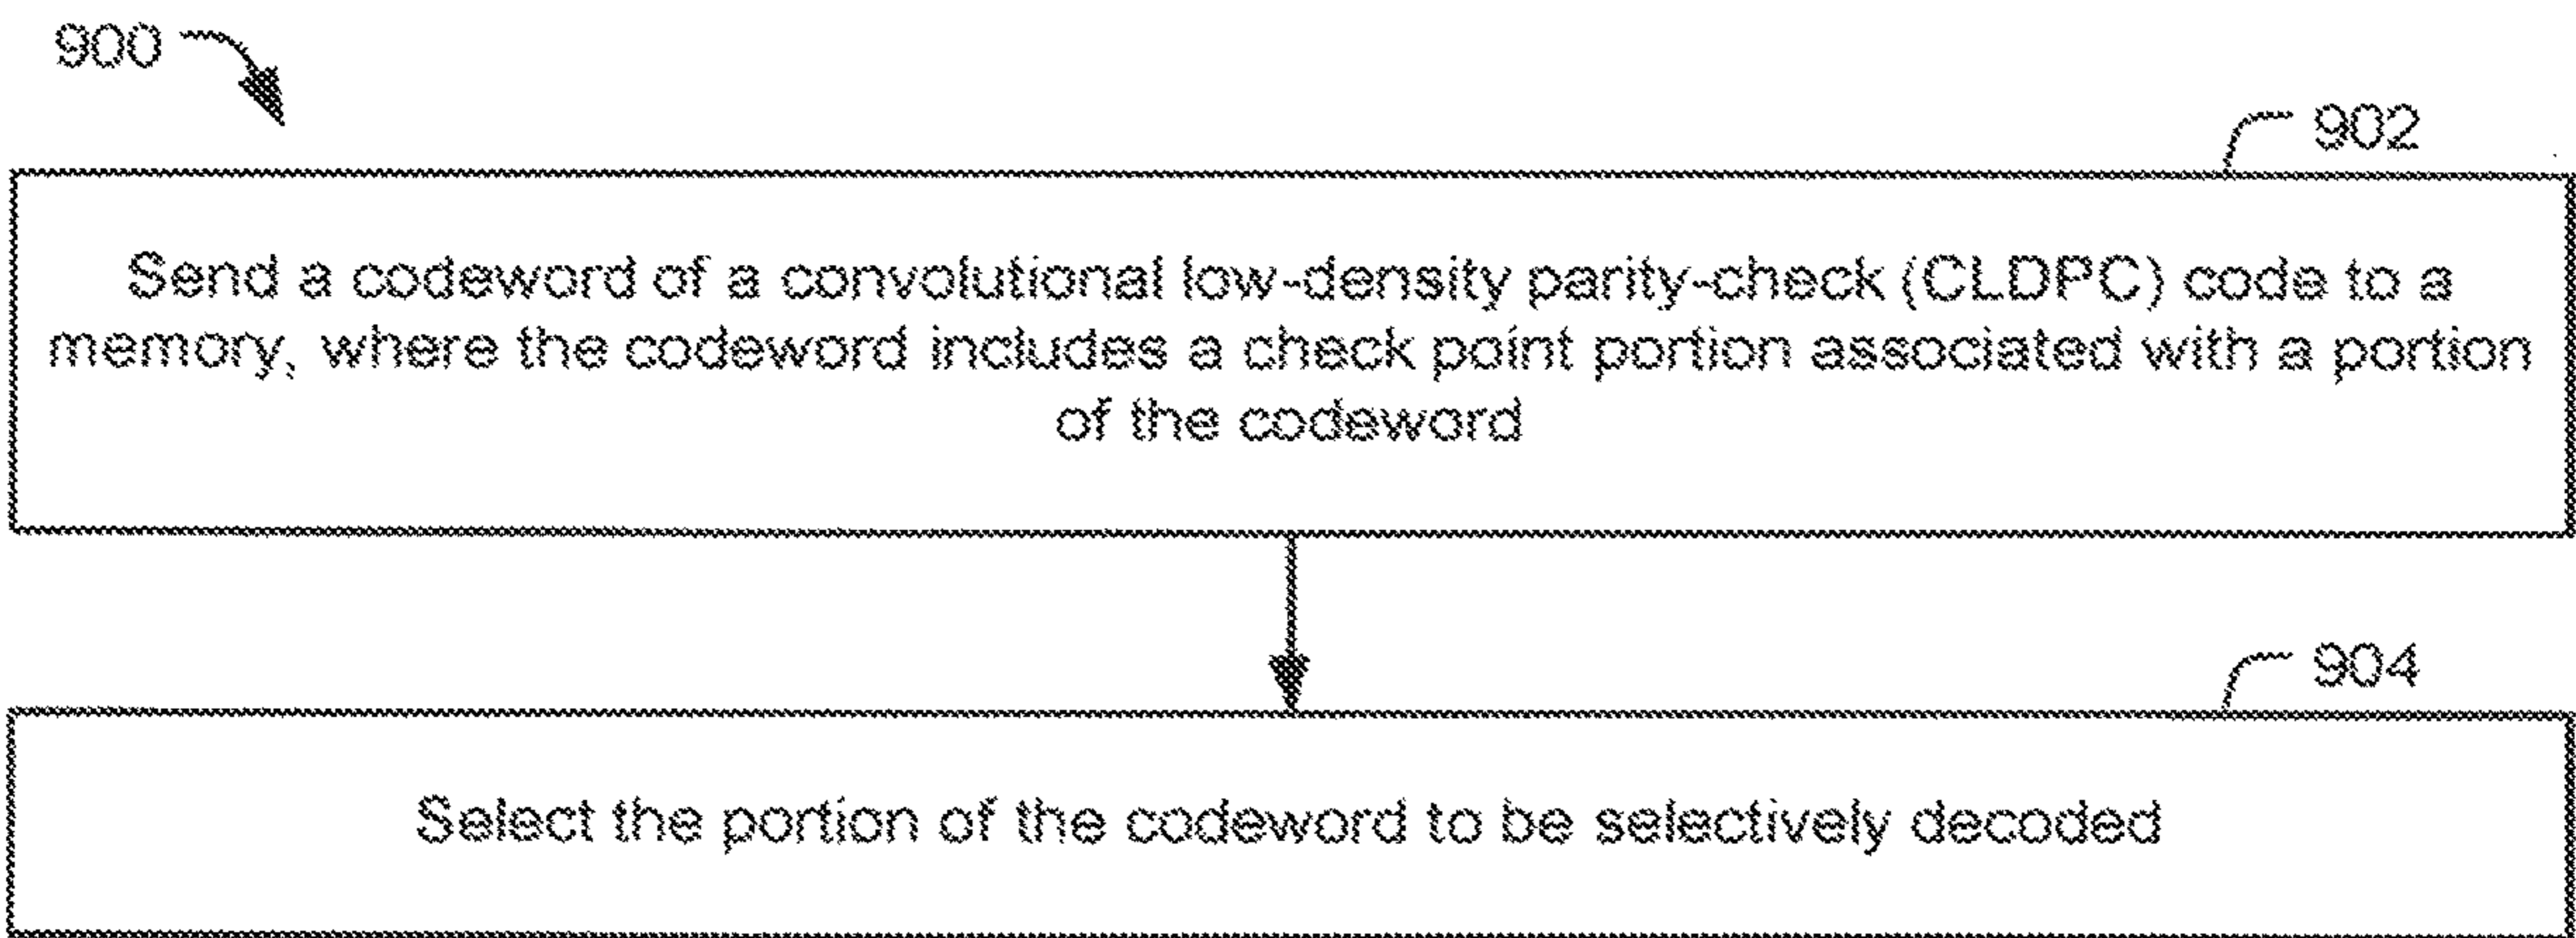 900
902
Send a codeword of a convolutional low-density parity-check (CLDPC) code to a
memory, where the codeword includes a check point portion associated with a portion
of the codeword
904
Select the portion of the codeword to be selectively decoded